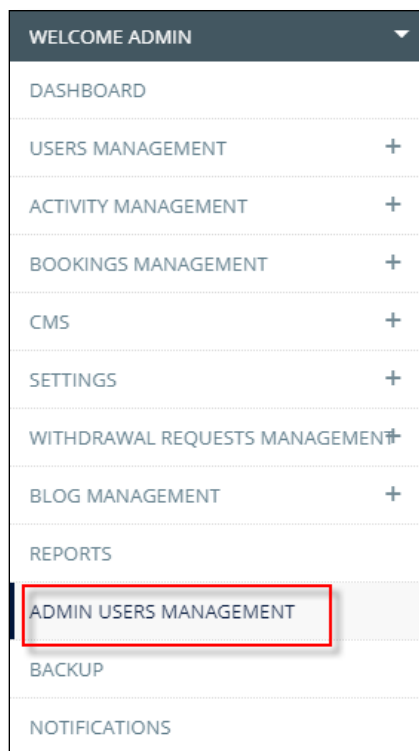 WELCOME ADMIN
DASHBOARD
USERS MANAGEMENT +
ACTIVITY MANAGEMENT +
BOOKINGS MANAGEMENT +
CMS +
SETTINGS +
WITHDRAWAL REQUESTS MANAGEMENT +
BLOG MANAGEMENT +
REPORTS
ADMIN USERS MANAGEMENT
BACKUP
NOTIFICATIONS